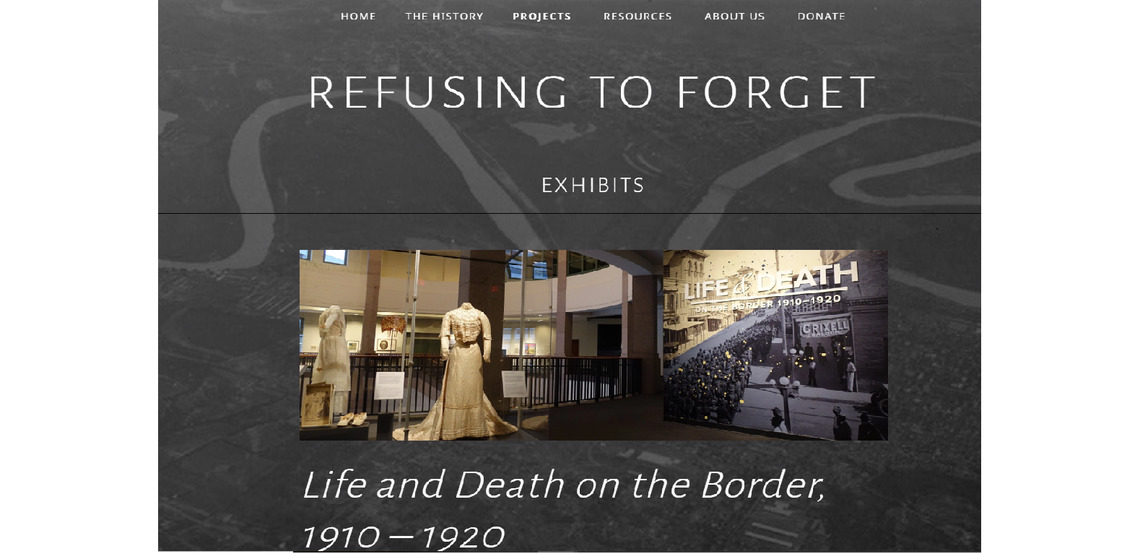 HOME THE HISTORY PROJECTS RESOURCES ABOUT US DONATE
REFUSING TO FORGET
EXHIBITS
LIFE & DEATH
ON THE BORDER 1910-1920
CRIXELL
Life and Death on the Border,
1910 – 1920